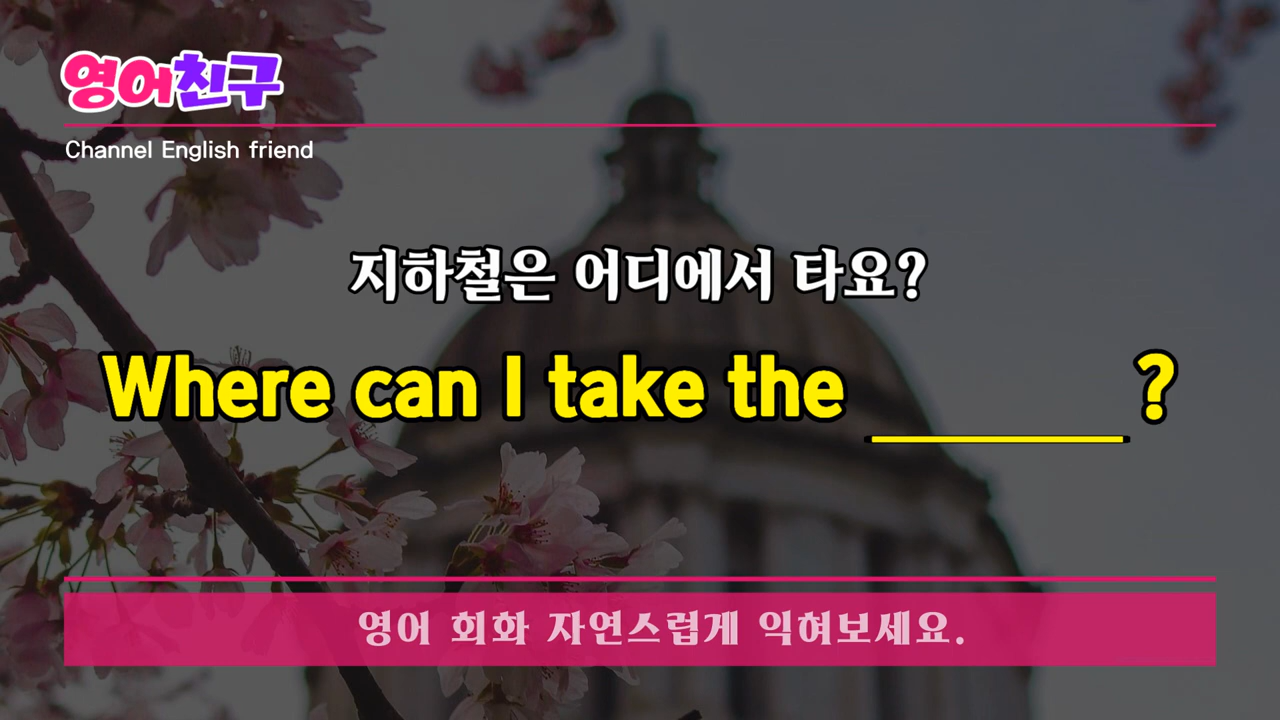 영어친구
Channel English friend
지하철은 어디에서 타요?
Where can I take the ______?
영어 회화 자연스럽게 익혀보세요.